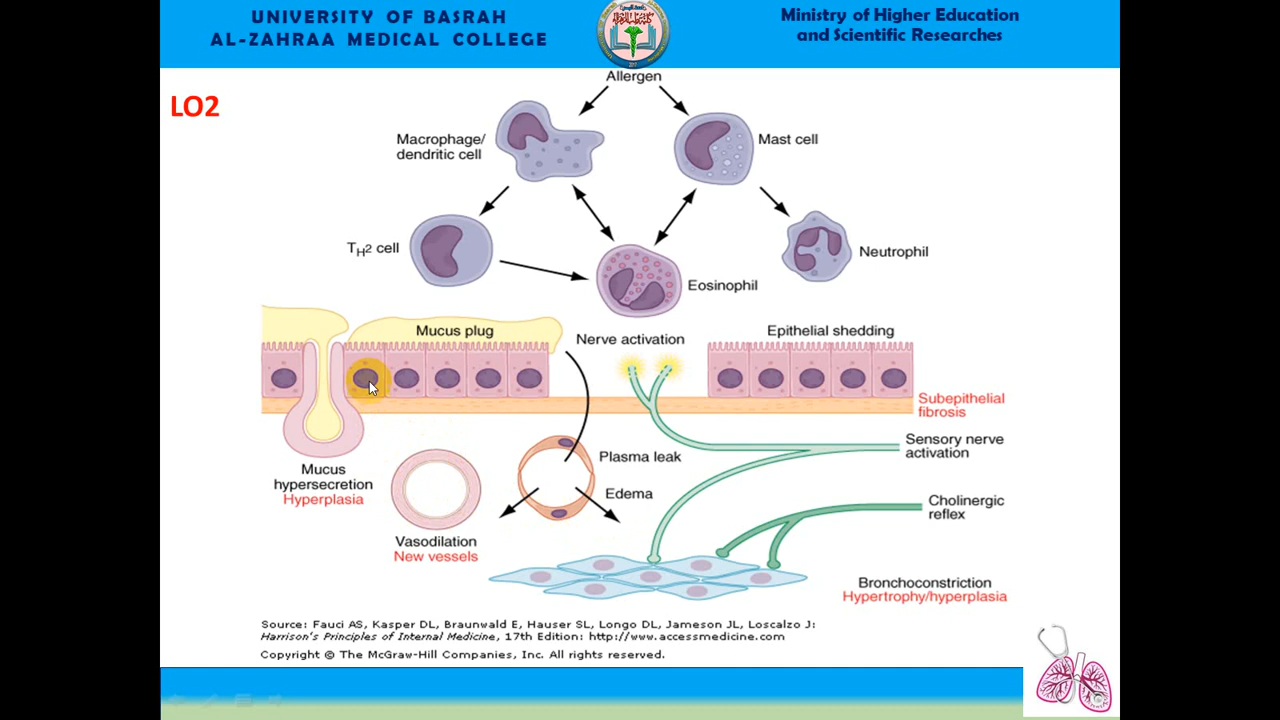 UNIVERSITY OF BASRAH
AL-ZAHRAA MEDICAL COLLEGE
Ministry of Higher Education
and Scientific Researches
LO2
Allergen
Macrophage/
dendritic cell
Mast cell
TH2 cell
Neutrophil
Eosinophil
Mucus plug
Nerve activation
Epithelial shedding
Subepithelial
fibrosis
Sensory nerve
activation
Plasma leak
Edema
Mucus
hypersecretion
Hyperplasia
Cholinergic
reflex
Vasodilation
New vessels
Bronchoconstriction
Hypertrophy/hyperplasia
Source: Fauci AS, Kasper DL, Braunwald E, Hauser SL, Longo DL, Jameson JL, Loscalzo J:
Harrison's Principles of Internal Medicine, 17th Edition: http://www.accessmedicine.com
Copyright © The McGraw-Hill Companies, Inc. All rights reserved.